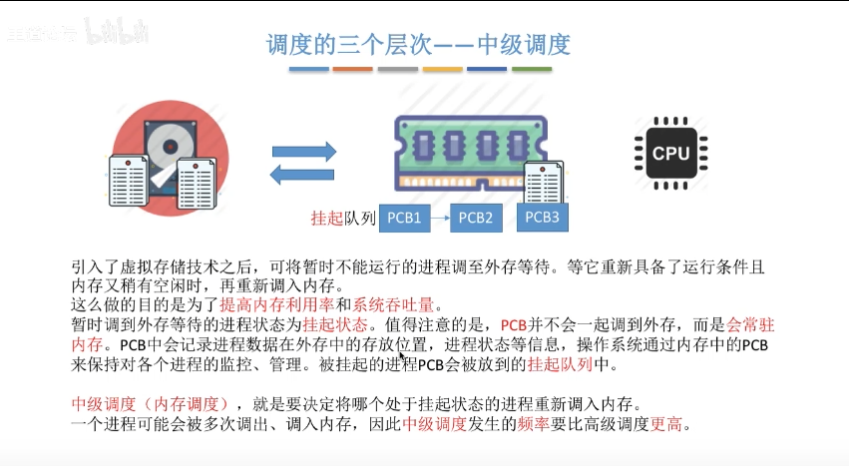 bilibili
调度的三个层次——中级调度
CPU
挂起队列 PCB1 PCB2 PCB3
引入了虚拟存储技术之后，可将暂时不能运行的进程调至外存等待。等它重新具备了运行条件且
内存又稍有空闲时，再重新调入内存。
这么做的目的是为了提高内存利用率和系统吞吐量。
暂时调到外存等待的进程状态为挂起状态。值得注意的是，PCB并不会一起调到外存，而是会常驻
内存。PCB中会记录进程数据在外存中的存放位置，进程状态等信息，操作系统通过内存中的PCB
来保持对各个进程的监控、管理。被挂起的进程PCB会被放到的挂起队列中。
中级调度（内存调度），就是要决定将哪个处于挂起状态的进程重新调入内存。
一个进程可能会被多次调出、调入内存，因此中级调度发生的频率要比高级调度更高。